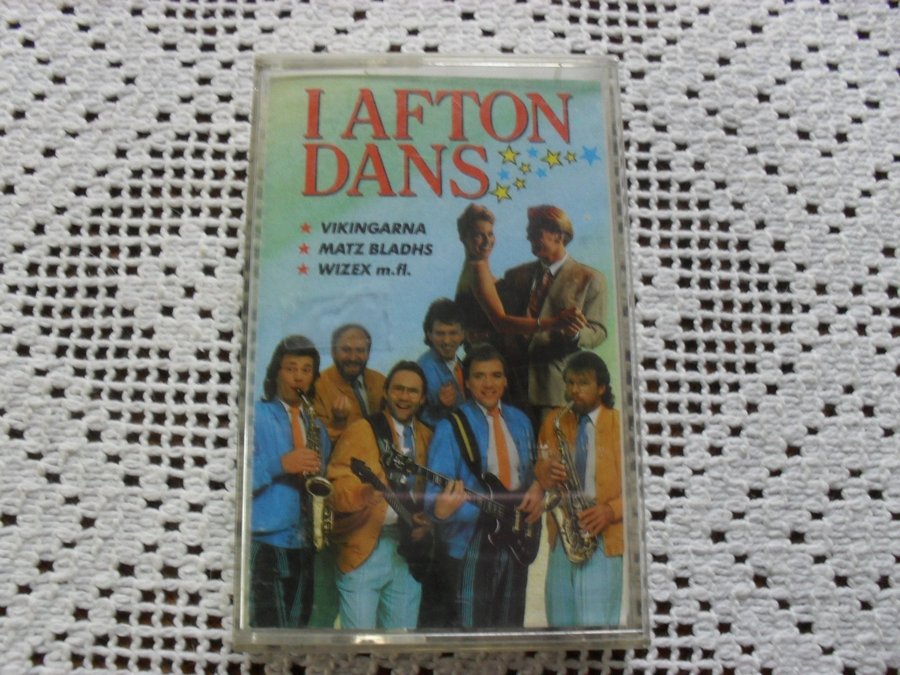 I AFTON
DANS
VIKINGARNA
MATZ BLADHS
WIZEX m.fl.